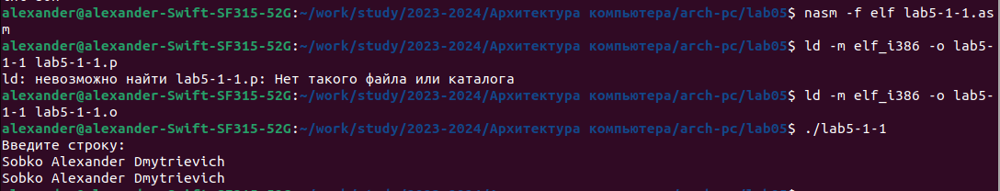 alexander@alexander-Swift-SF315-52G:~/work/study/2023-2024/Архитектура компьютера/arch-pc/lab05$ nasm -f elf lab5-1-1.as
m
alexander@alexander-Swift-SF315-52G:~/work/study/2023-2024/Архитектура компьютера/arch-pc/lab05$ ld -m elf_i386 -o lab5-
1-1 lab5-1-1.p
ld: невозможно найти lab5-1-1.p: Нет такого файла или каталога
alexander@alexander-Swift-SF315-52G:~/work/study/2023-2024/Архитектура компьютера/arch-pc/lab05$ ld -m elf_i386 -o lab5-
1-1 lab5-1-1.o
alexander@alexander-Swift-SF315-52G:~/work/study/2023-2024/Архитектура компьютера/arch-pc/lab05$ ./lab5-1-1
Введите строку:
Sobko Alexander Dmytrievich
Sobko Alexander Dmytrievich